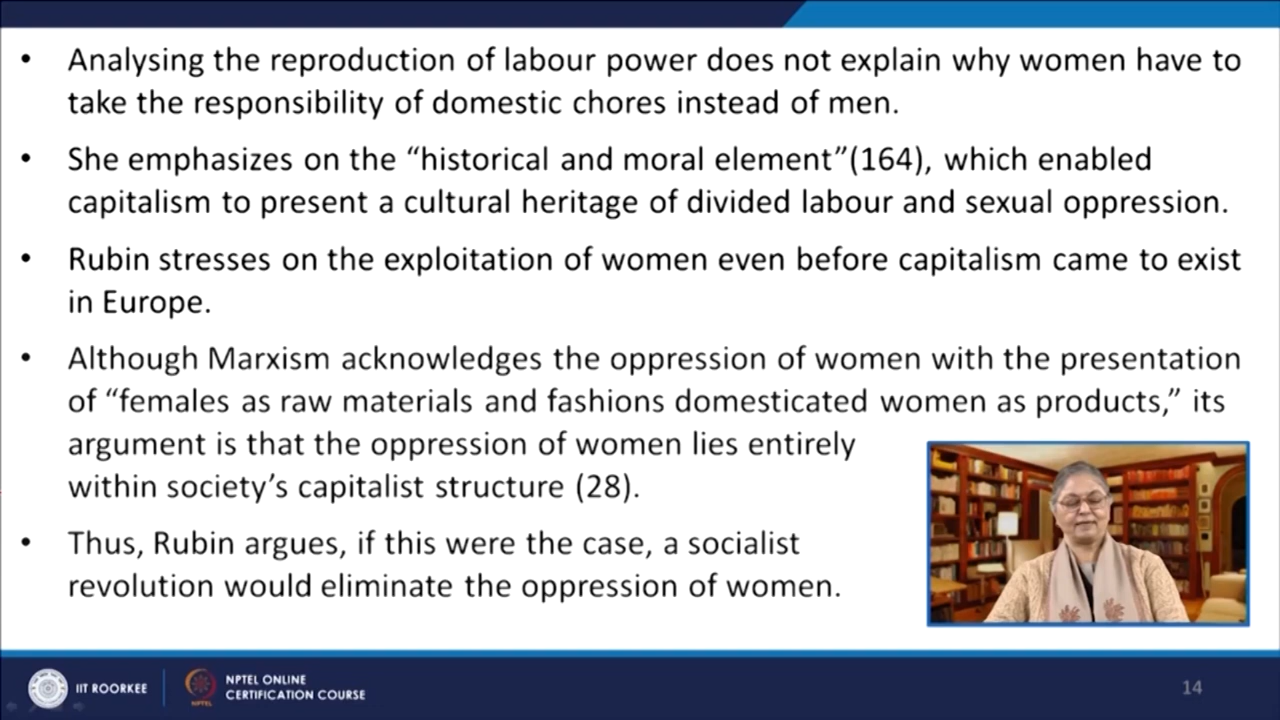 • Analysing the reproduction of labour power does not explain why women have to
take the responsibility of domestic chores instead of men.
• She emphasizes on the “historical and moral element”(164), which enabled
capitalism to present a cultural heritage of divided labour and sexual oppression.
• Rubin stresses on the exploitation of women even before capitalism came to exist
in Europe.
• Although Marxism acknowledges the oppression of women with the presentation
of “females as raw materials and fashions domesticated women as products,” its
argument is that the oppression of women lies entirely
within society’s capitalist structure (28).
• Thus, Rubin argues, if this were the case, a socialist
revolution would eliminate the oppression of women.
IIT ROORKEE
NPTEL
NPTEL ONLINE
CERTIFICATION COURSE
14